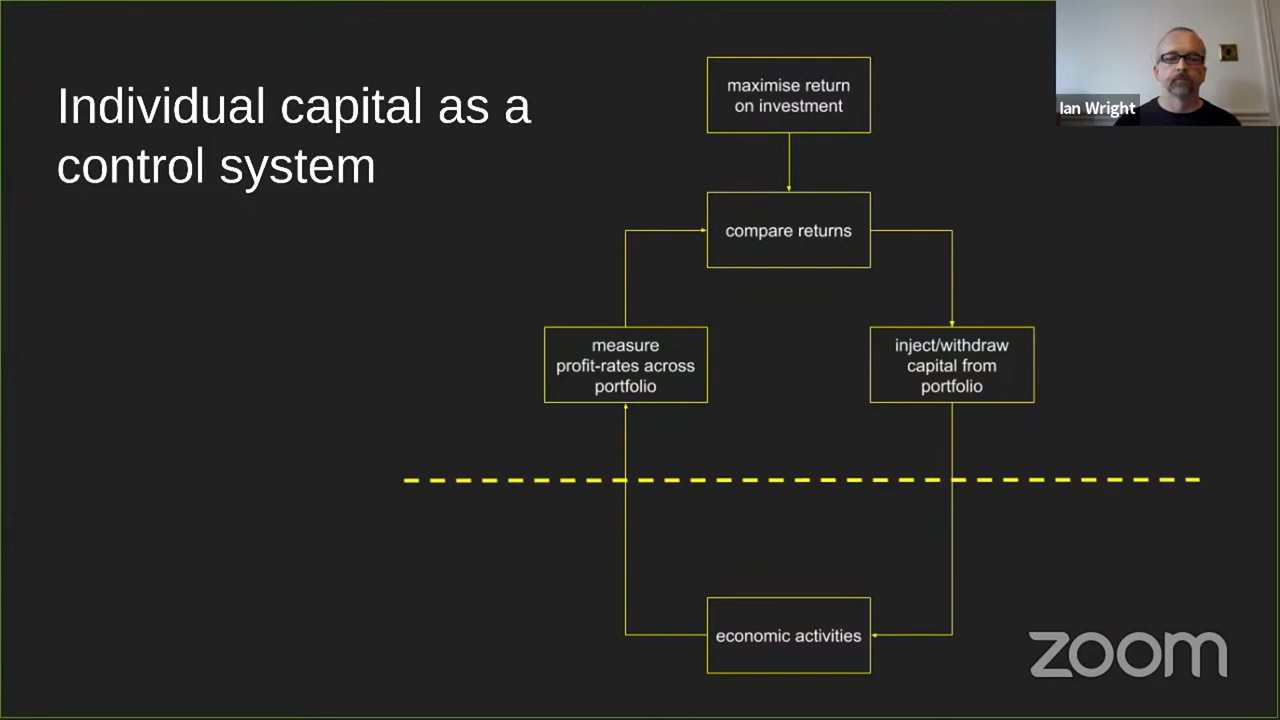 Individual capital as a
control system
maximise return
on investment
Ian Wright
compare returns
measure
profit-rates across
portfolio
inject/withdraw
capital from
portfolio
economic activities
zoom